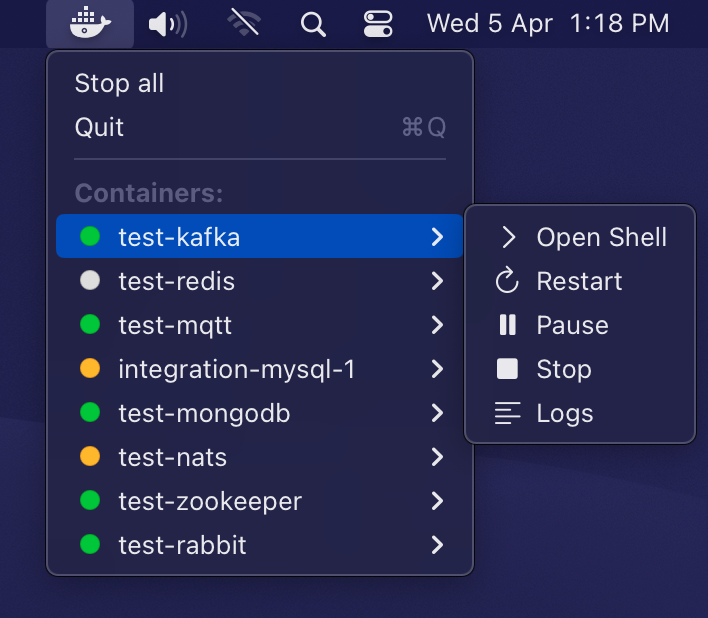 Wed 5 Apr 1:18 PM
Stop all
Quit ⌘Q
Containers:
test-kafka
test-redis
test-mqtt
integration-mysql-1
test-mongodb
test-nats
test-zookeeper
test-rabbit
Open Shell
Restart
Pause
Stop
Logs